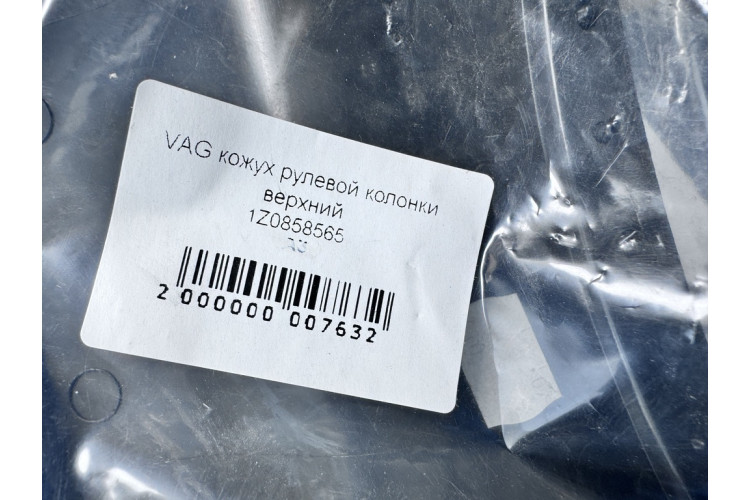 VAG кожух рулевой колонки
верхний
1Z0858565
2 000000 007632